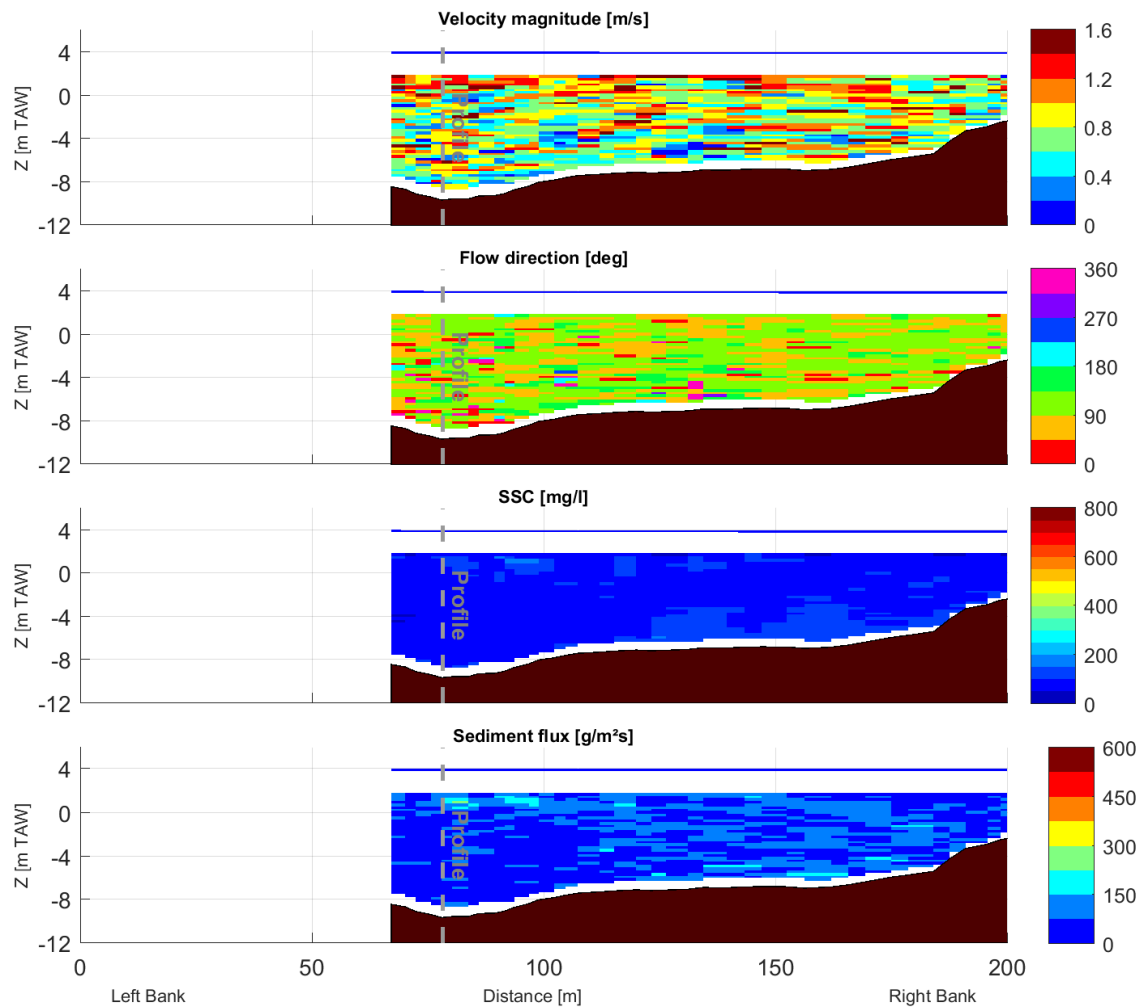 Velocity magnitude [m/s]
Z [m TAW]
4
0
-4
-8
-12
Profile
1.6
1.2
0.8
0.4
0
Flow direction [deg]
Z [m TAW]
4
0
-4
-8
-12
Profile
360
270
180
90
0
SSC [mg/l]
Z [m TAW]
4
0
-4
-8
-12
Profile
800
600
400
200
0
Sediment flux [g/m²s]
Z [m TAW]
4
0
-4
-8
-12
Profile
600
450
300
150
0
0 50 100 150 200
Left Bank Distance [m] Right Bank